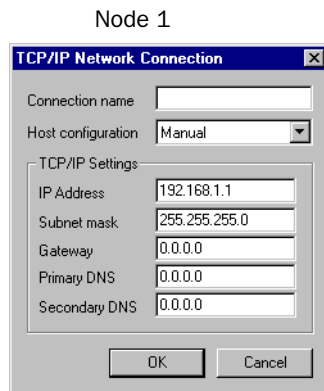 Node 1
TCP/IP Network Connection
Connection name
Host configuration Manual
TCP/IP Settings
IP Address 192.168.1.1
Subnet mask 255.255.255.0
Gateway 0.0.0.0
Primary DNS 0.0.0.0
Secondary DNS 0.0.0.0
OK Cancel